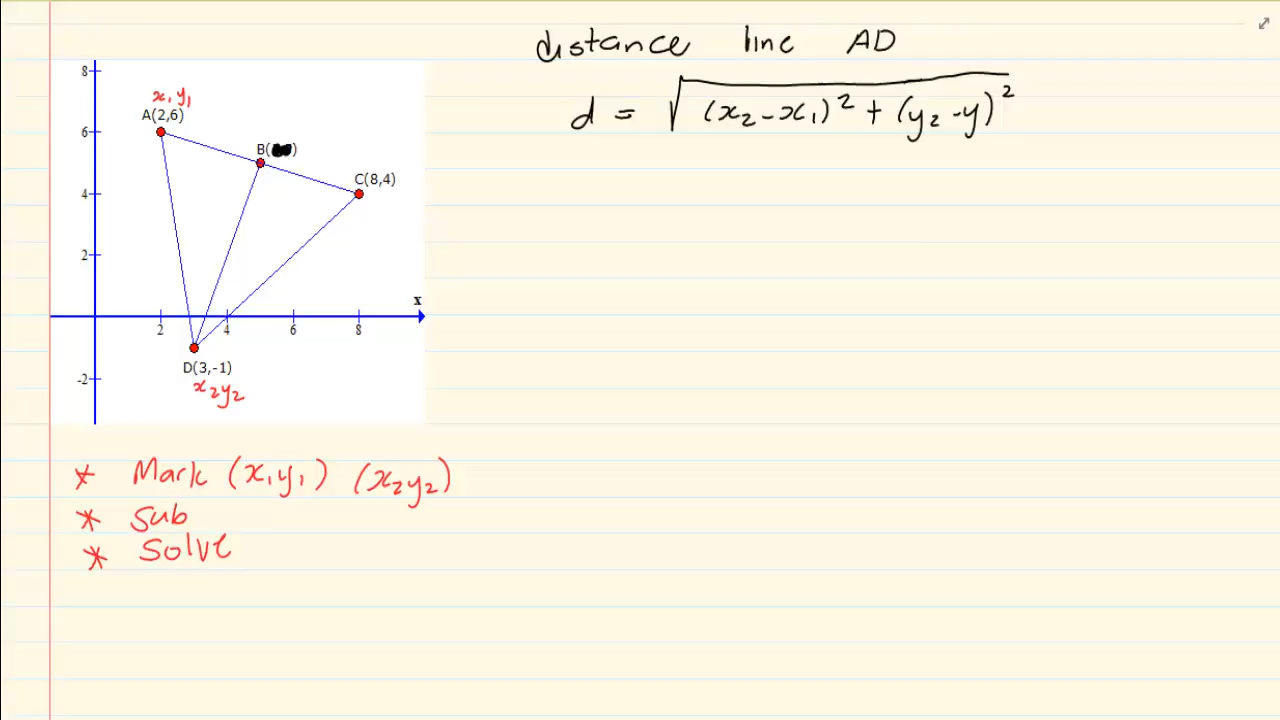 distance line AD
d = √(x₂-x₁)² + (y₂-y)²
8
x₁ y₁
A(2,6)
6
B( )
C(8,4)
4
2
x
2 4 6 8
D(3,-1)
-2
x₂y₂
* Mark (x₁y₁) (x₂y₂)
* Sub
* Solve